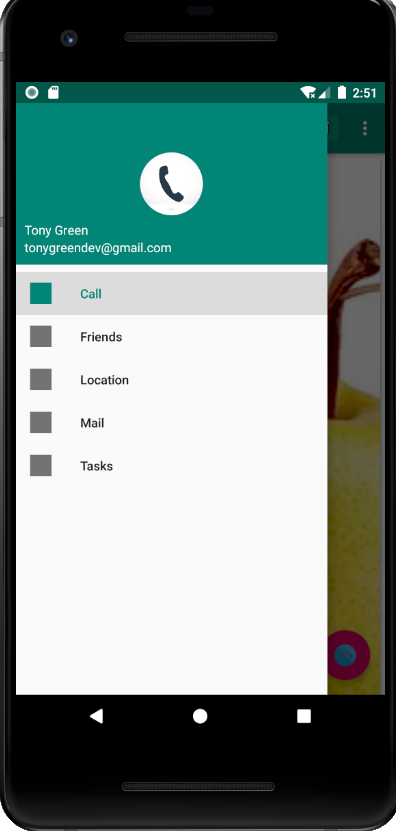 2:51
Tony Green
tonygreendev@gmail.com
Call
Friends
Location
Mail
Tasks